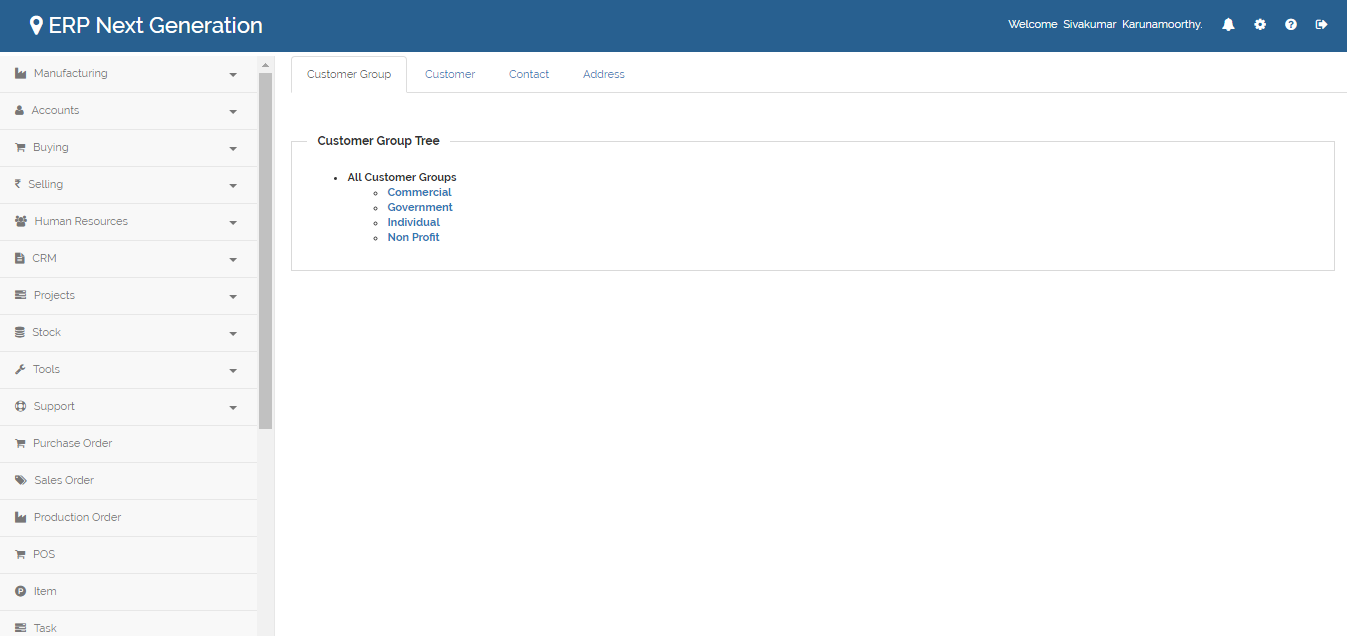 ERP Next Generation
Welcome Sivakumar Karunamoorthy.
Manufacturing
Accounts
Buying
₹ Selling
Human Resources
CRM
Projects
Stock
Tools
Support
Purchase Order
Sales Order
Production Order
POS
Item
Task
Customer Group Customer Contact Address
Customer Group Tree
All Customer Groups
Commercial
Government
Individual
Non Profit